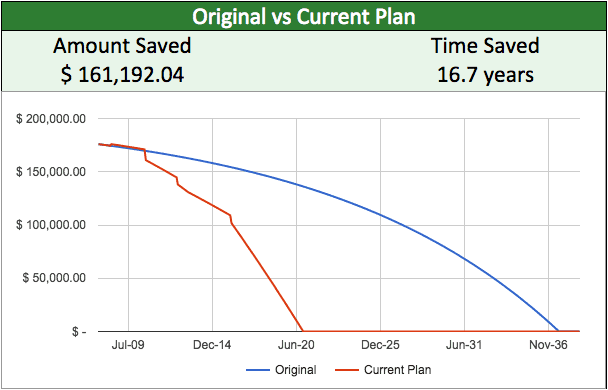 Original vs Current Plan
Amount Saved Time Saved
$ 161,192.04 16.7 years
$ 200,000.00
$ 150,000.00
$ 100,000.00
$ 50,000.00
$ -
Jul-09 Dec-14 Jun-20 Dec-25 Jun-31 Nov-36
Original Current Plan